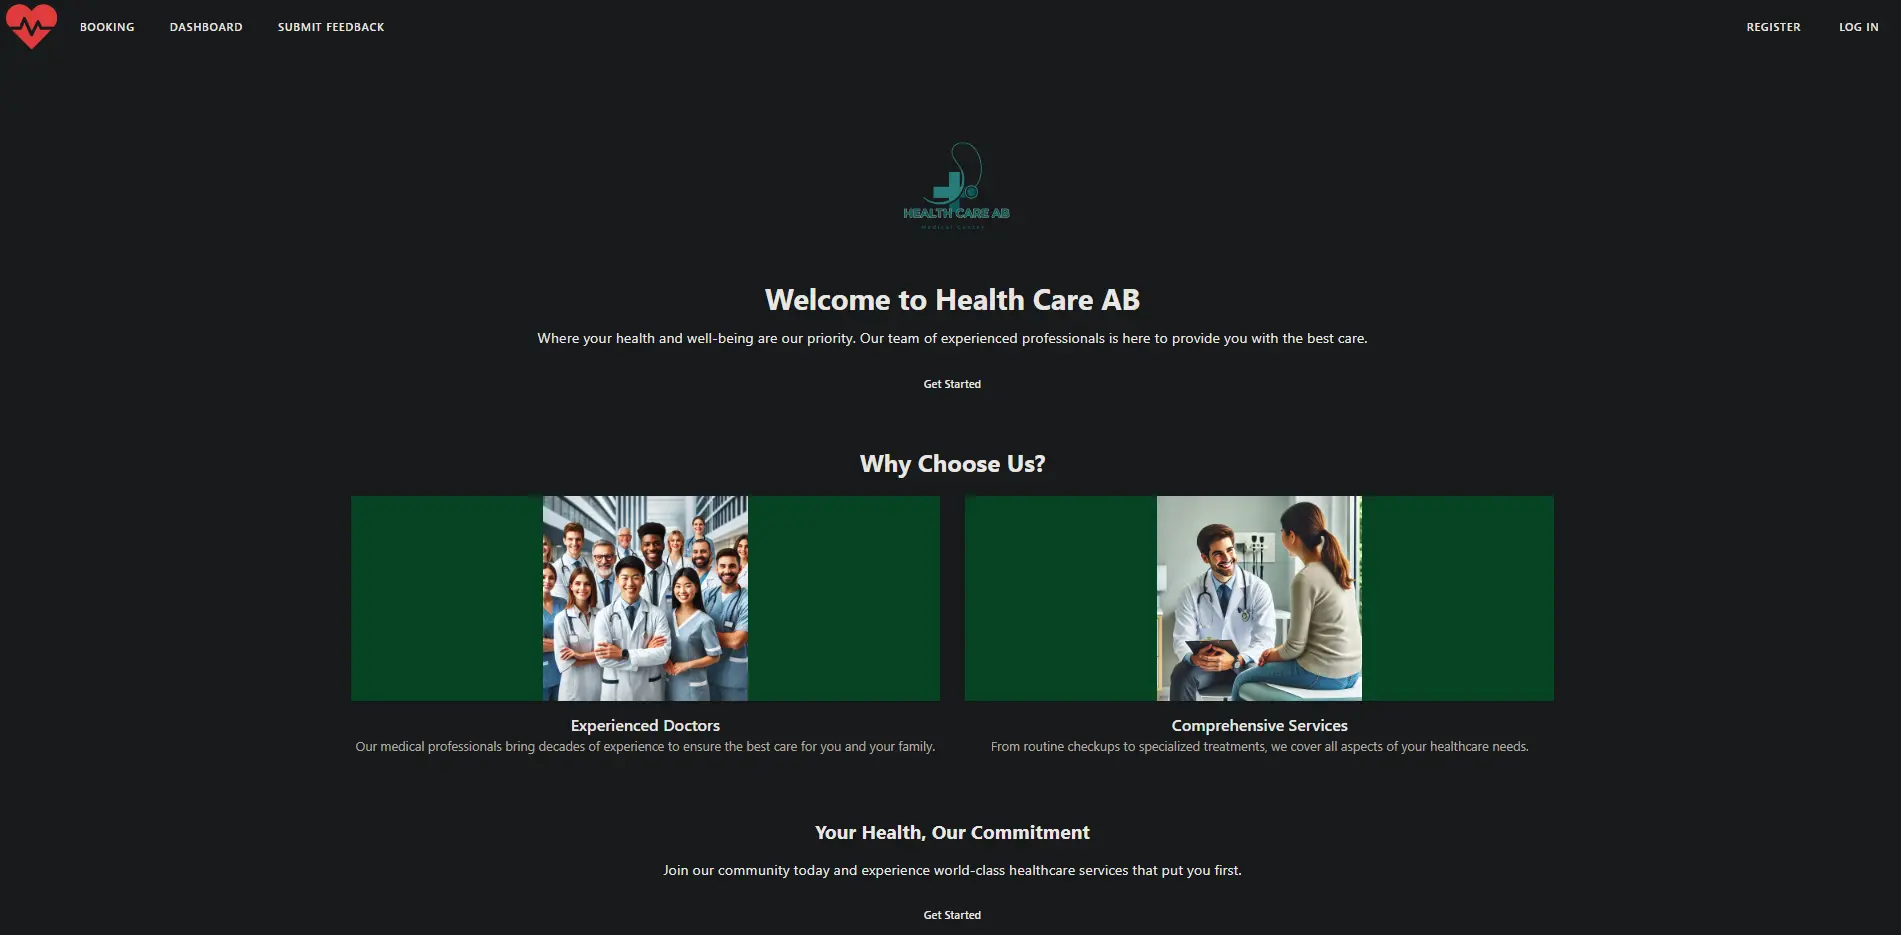 BOOKING
DASHBOARD
SUBMIT FEEDBACK
REGISTER
LOG IN
HEALTH CARE AB
Medical Center
Welcome to Health Care AB
Where your health and well-being are our priority. Our team of experienced professionals is here to provide you with the best care.
Get Started
Why Choose Us?
Experienced Doctors
Our medical professionals bring decades of experience to ensure the best care for you and your family.
Comprehensive Services
From routine checkups to specialized treatments, we cover all aspects of your healthcare needs.
Your Health, Our Commitment
Join our community today and experience world-class healthcare services that put you first.
Get Started